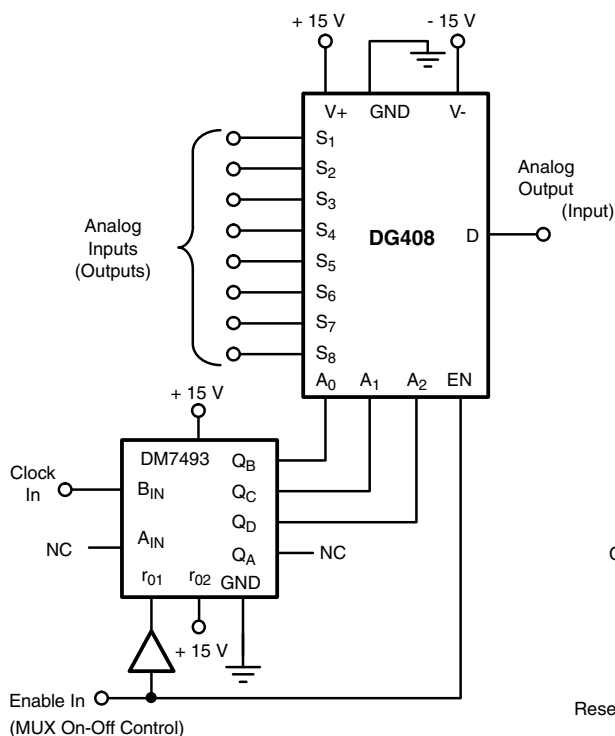 + 15 V
- 15 V
V+
GND
V-
S1
S2
S3
S4
S5
S6
S7
S8
DG408
D
Analog
Output
(Input)
Analog
Inputs
(Outputs)
A0
A1
A2
EN
+ 15 V
DM7493
QB
QC
QD
QA
NC
Clock
In
BIN
NC
AIN
r01
r02
GND
+ 15 V
Enable In
(MUX On-Off Control)
Rese